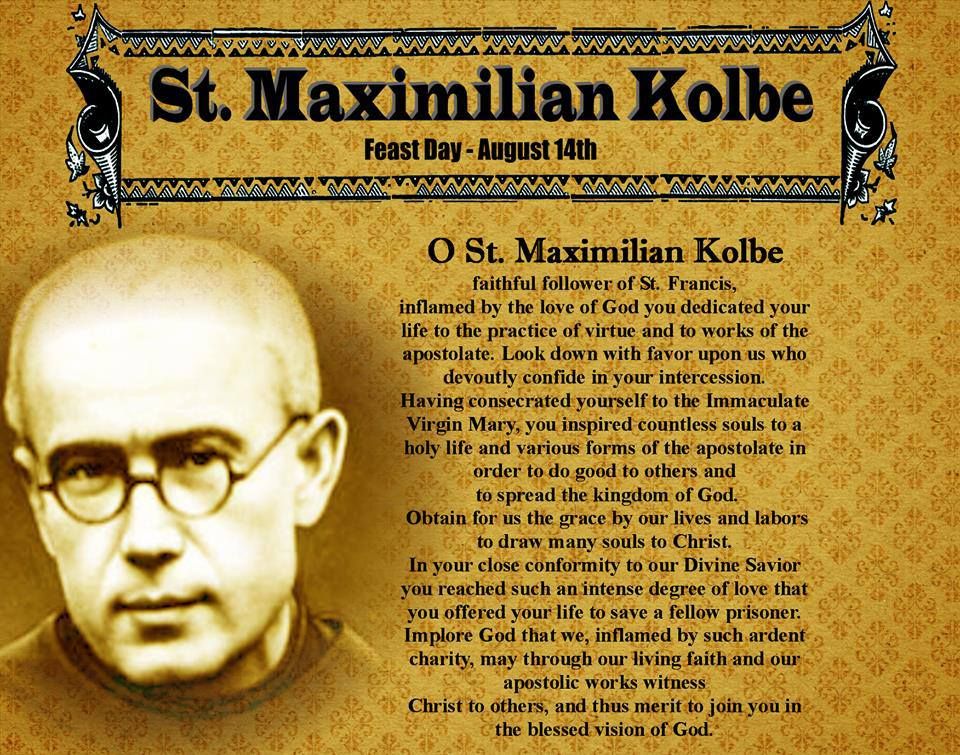 St. Maximilian Kolbe
Feast Day - August 14th
O St. Maximilian Kolbe
faithful follower of St. Francis,
inflamed by the love of God you dedicated your
life to the practice of virtue and to works of the
apostolate. Look down with favor upon us who
devoutly confide in your intercession.
Having consecrated yourself to the Immaculate
Virgin Mary, you inspired countless souls to a
holy life and various forms of the apostolate in
order to do good to others and
to spread the kingdom of God.
Obtain for us the grace by our lives and labors
to draw many souls to Christ.
In your close conformity to our Divine Savior
you reached such an intense degree of love that
you offered your life to save a fellow prisoner.
Implore God that we, inflamed by such ardent
charity, may through our living faith and our
apostolic works witness
Christ to others, and thus merit to join you in
the blessed vision of God.